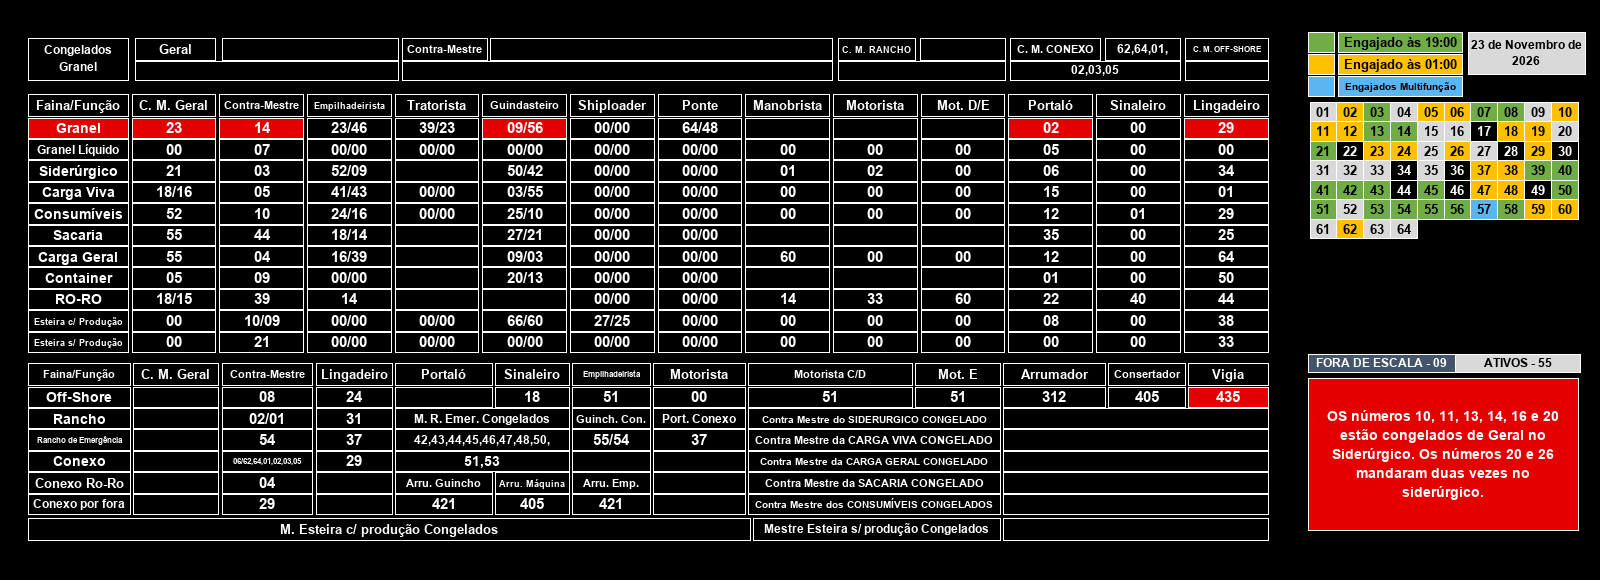 Congelados Granel
Geral
Contra-Mestre
C. M. RANCHO
C. M. CONEXO 62,64,01,
02,03,05
C. M. OFF-SHORE
Faina/Função C. M. Geral Contra-Mestre Empilhadeirista Tratorista Guindasteiro Shiploader Ponte Manobrista Motorista Mot. D/E Portaló Sinaleiro Lingadeiro
Granel 23 14 23/46 39/23 09/56 00/00 64/48 02 00 29
Granel Líquido 00 07 00/00 00/00 00/00 00/00 00/00 00 00 00 05 00 00
Siderúrgico 21 03 52/09 50/42 00/00 00/00 01 02 00 06 00 34
Carga Viva 18/16 05 41/43 00/00 03/55 00/00 00/00 00 00 00 15 00 01
Consumíveis 52 10 24/16 00/00 25/10 00/00 00/00 00 00 00 12 01 29
Sacaria 55 44 18/14 27/21 00/00 00/00 35 00 25
Carga Geral 55 04 16/39 09/03 00/00 00/00 60 00 00 12 00 64
Container 05 09 00/00 20/13 00/00 00/00 01 00 50
RO-RO 18/15 39 14 00/00 00/00 14 33 60 22 40 44
Esteira c/ Produção 00 10/09 00/00 00/00 66/60 27/25 00/00 00 00 00 08 00 38
Esteira s/ Produção 00 21 00/00 00/00 00/00 00/00 00/00 00 00 00 00 00 33
Faina/Função C. M. Geral Contra-Mestre Lingadeiro Portaló Sinaleiro Empilhadeirista Motorista Motorista C/D Mot. E Arrumador Consertador Vigia
Off-Shore 08 24 18 51 00 51 51 312 405 435
Rancho 02/01 31 M. R. Emer. Congelados Guinch. Con. Port. Conexo Contra Mestre do SIDERURGICO CONGELADO
Rancho de Emergência 54 37 42,43,44,45,46,47,48,50, 55/54 37 Contra Mestre da CARGA VIVA CONGELADO
Conexo 06/62,64,01,02,03,05 29 51,53 Contra Mestre da CARGA GERAL CONGELADO
Conexo Ro-Ro 04 Arru. Guincho Arru. Máquina Arru. Emp. Contra Mestre da SACARIA CONGELADO
Conexo por fora 29 421 405 421 Contra Mestre dos CONSUMÍVEIS CONGELADOS
M. Esteira c/ produção Congelados Mestre Esteira s/ produção Congelados
Engajado às 19:00
Engajado às 01:00
Engajados Multifunção
23 de Novembro de
2026
01 02 03 04 05 06 07 08 09 10
11 12 13 14 15 16 17 18 19 20
21 22 23 24 25 26 27 28 29 30
31 32 33 34 35 36 37 38 39 40
41 42 43 44 45 46 47 48 49 50
51 52 53 54 55 56 57 58 59 60
61 62 63 64
FORA DE ESCALA - 09 ATIVOS - 55
OS números 10, 11, 13, 14, 16 e 20
estão congelados de Geral no
Siderúrgico. Os números 20 e 26
mandaram duas vezes no
siderúrgico.